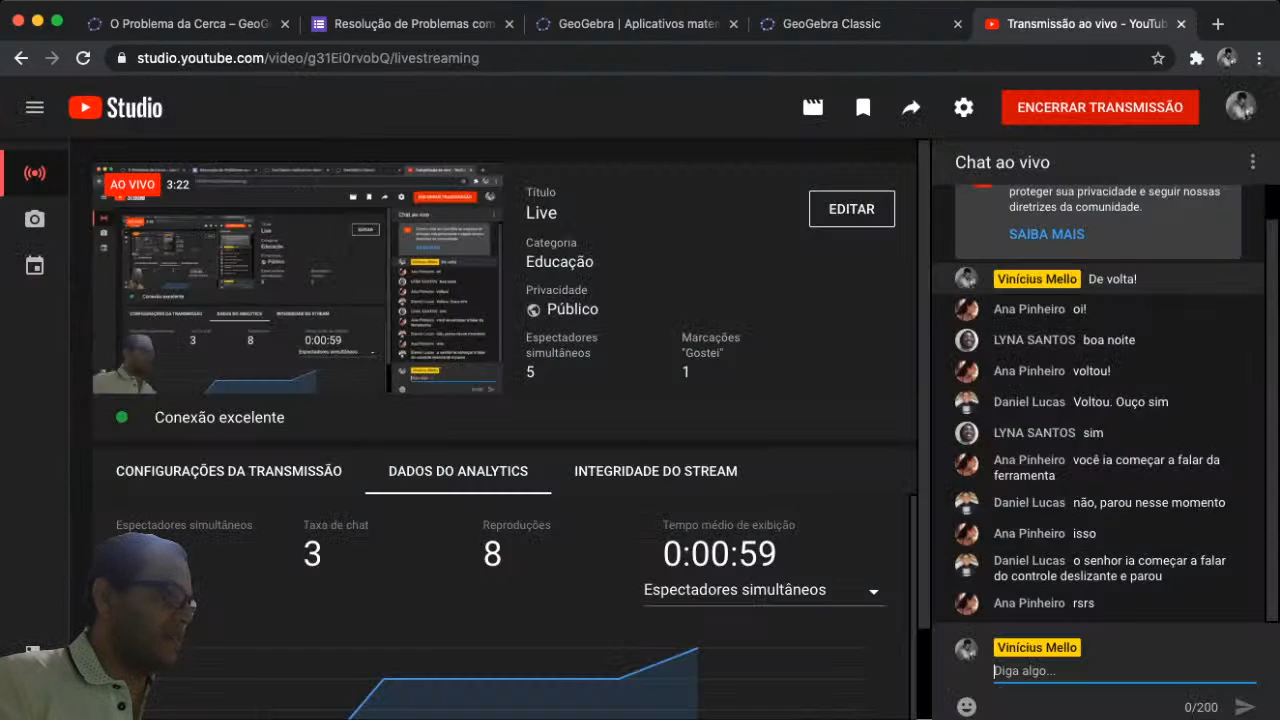 O Problema da Cerca – GeoG
Resolução de Problemas com
GeoGebra | Aplicativos mater
GeoGebra Classic
Transmissão ao vivo - YouTub
studio.youtube.com/video/g31Ei0rvobQ/livestreaming
Studio
ENCERRAR TRANSMISSÃO
AO VIVO 3:22
Título
Live
EDITAR
Categoria
Educação
Privacidade
Público
Espectadores
simultâneos
5
Marcações
"Gostei"
1
Conexão excelente
CONFIGURAÇÕES DA TRANSMISSÃO
DADOS DO ANALYTICS
INTEGRIDADE DO STREAM
Espectadores simultâneos
Taxa de chat
3
Reproduções
8
Tempo médio de exibição
0:00:59
Espectadores simultâneos
Chat ao vivo
proteger sua privacidade e seguir nossas
diretrizes da comunidade.
SAIBA MAIS
Vinícius Mello De volta!
Ana Pinheiro oi!
LYNA SANTOS boa noite
Ana Pinheiro voltou!
Daniel Lucas Voltou. Ouço sim
LYNA SANTOS sim
Ana Pinheiro você ia começar a falar da
ferramenta
Daniel Lucas não, parou nesse momento
Ana Pinheiro isso
Daniel Lucas o senhor ia começar a falar
do controle deslizante e parou
Ana Pinheiro rsrs
Vinícius Mello
Diga algo...
0/200